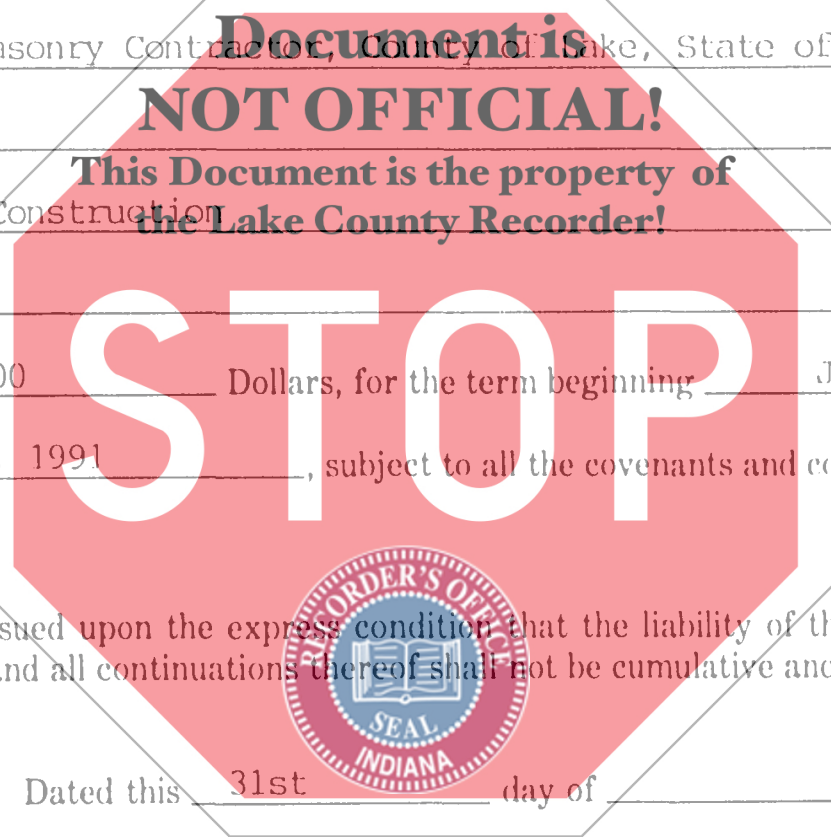 Document is
asonry Contractor, County of Lake, State of
NOT OFFICIAL!
This Document is the property of
Construction
the Lake County Recorder!
STOP
00 Dollars, for the term beginning J
1991, subject to all the covenants and co
RECORDER'S OFFICE
sued upon the express condition that the liability of th
and all continuations thereof shall not be cumulative and
SEAL
INDIANA
Dated this 31st day of